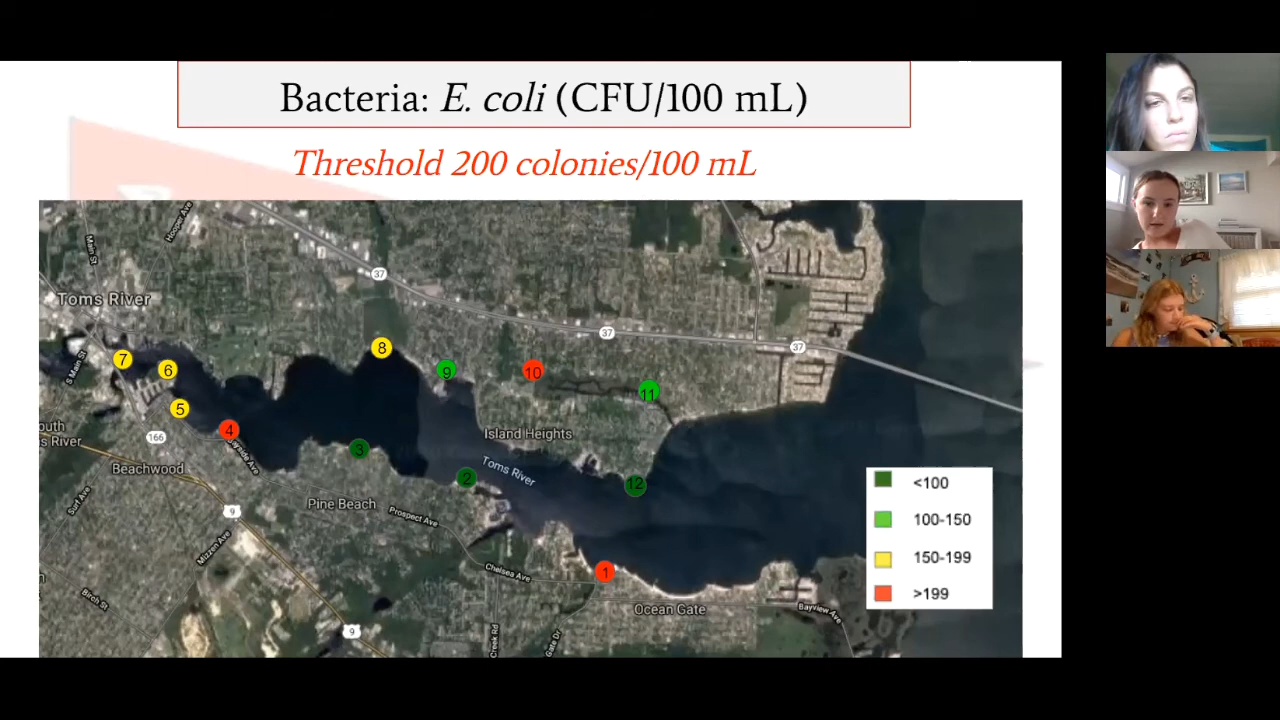 Bacteria: E. coli (CFU/100 mL)
Threshold 200 colonies/100 mL
Hooper Ave
Main St
37
Toms River
37
37
S Main St
7
6
8
9
10
11
5
4
166
outh
s River
Bayside Ave
Island Heights
3
Beachwood
Toms River
2
12
Pine Beach
Surf Ave
9
Prospect Ave
Mizzen Ave
Chelsea Ave
1
Birch St
Ocean Gate
Bayview Ave
9
Creek Rd
Gate Dr
<100
100-150
150-199
>199